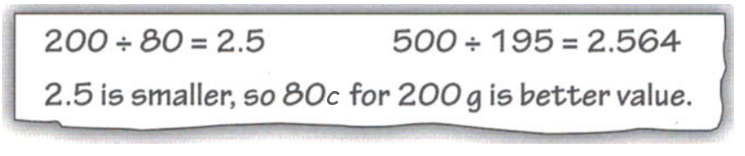 200 ÷ 80 = 2.5 500 ÷ 195 = 2.564
2.5 is smaller, so 80c for 200 g is better value.